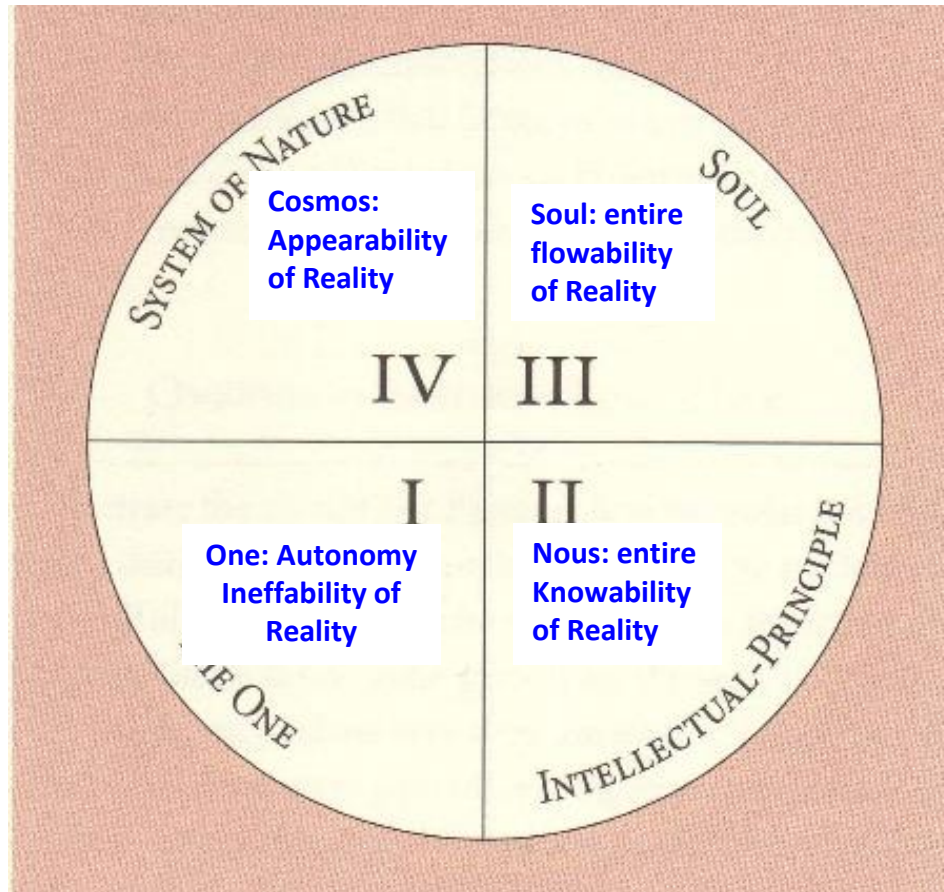 SYSTEM OF NATURE
SOUL
Cosmos:
Appearability
of Reality
Soul: entire
flowability
of Reality
IV
III
I
II
One: Autonomy
Ineffability of
Reality
Nous: entire
Knowability
of Reality
ONE
INTELLECTUAL-PRINCIPLE